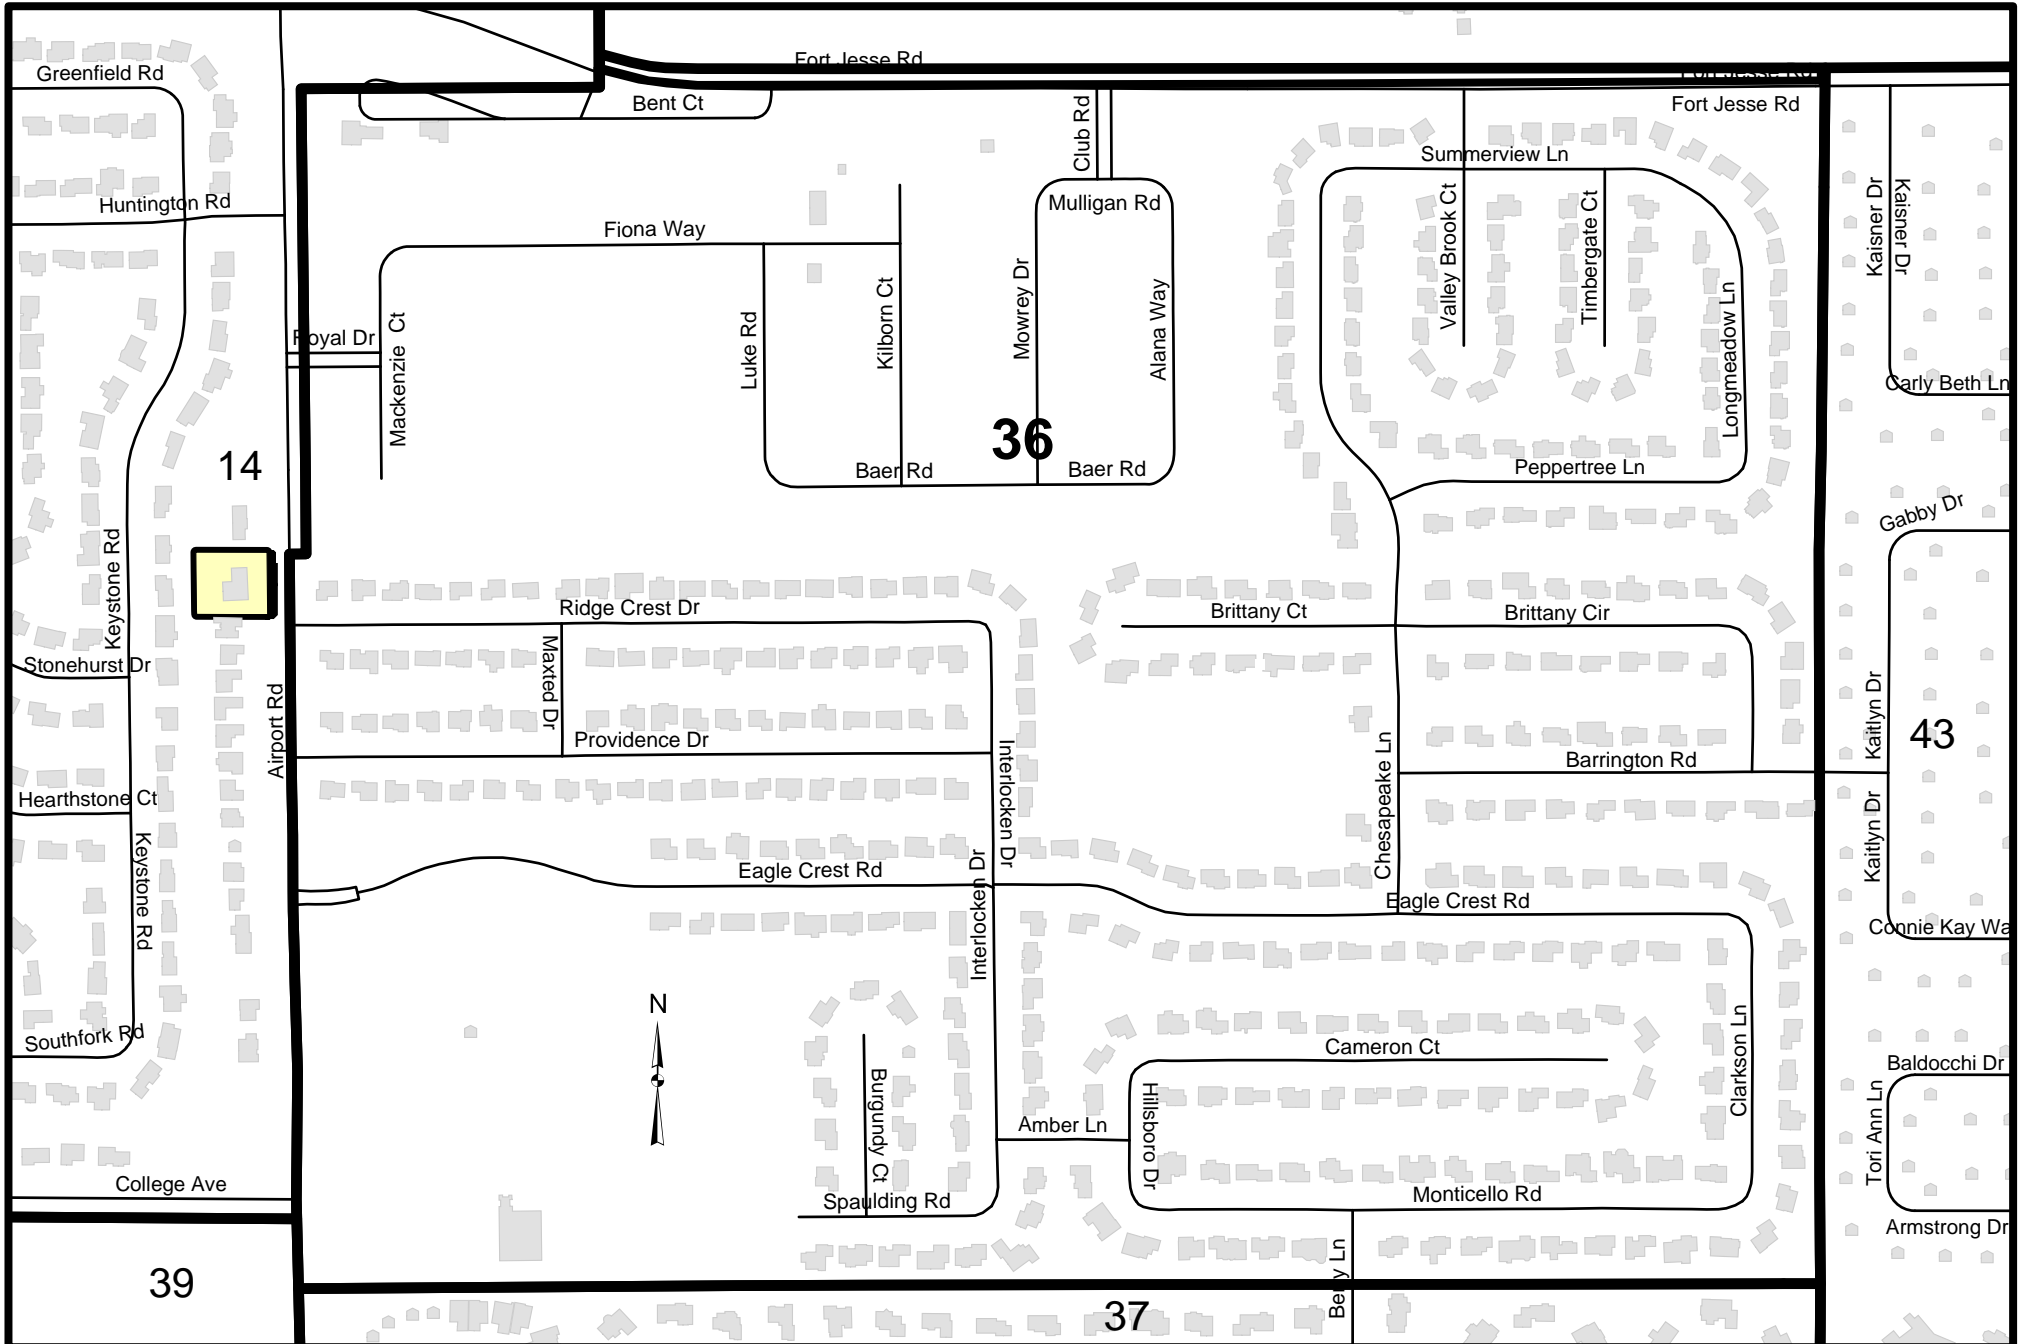 Fort Jesse Rd
Fort Jesse Rd
Greenfield Rd
Bent Ct
Fort Jesse Rd
Club Rd
Summerview Ln
Huntington Rd
Mulligan Rd
Kaisner Dr
Kaisner Dr
Fiona Way
Valley Brook Ct
Timbergate Ct
Royal Dr
Mackenzie Ct
Luke Rd
Kilborn Ct
Mowrey Dr
Alana Way
Longmeadow Ln
Carly Beth Ln
36
14
Baer Rd
Baer Rd
Peppertree Ln
Gabby Dr
Keystone Rd
Ridge Crest Dr
Brittany Ct
Brittany Cir
Stonehurst Dr
Maxted Dr
Airport Rd
Kaitlyn Dr
43
Providence Dr
Interlocken Dr
Chesapeake Ln
Barrington Rd
Hearthstone Ct
Kaitlyn Dr
Keystone Rd
Eagle Crest Rd
Interlocken Dr
Eagle Crest Rd
Connie Kay Wa
N
Southfork Rd
Cameron Ct
Clarkson Ln
Baldocchi Dr
Burgundy Ct
Amber Ln
Hillsboro Dr
Tori Ann Ln
College Ave
Spaulding Rd
Monticello Rd
Armstrong Dr
39
37